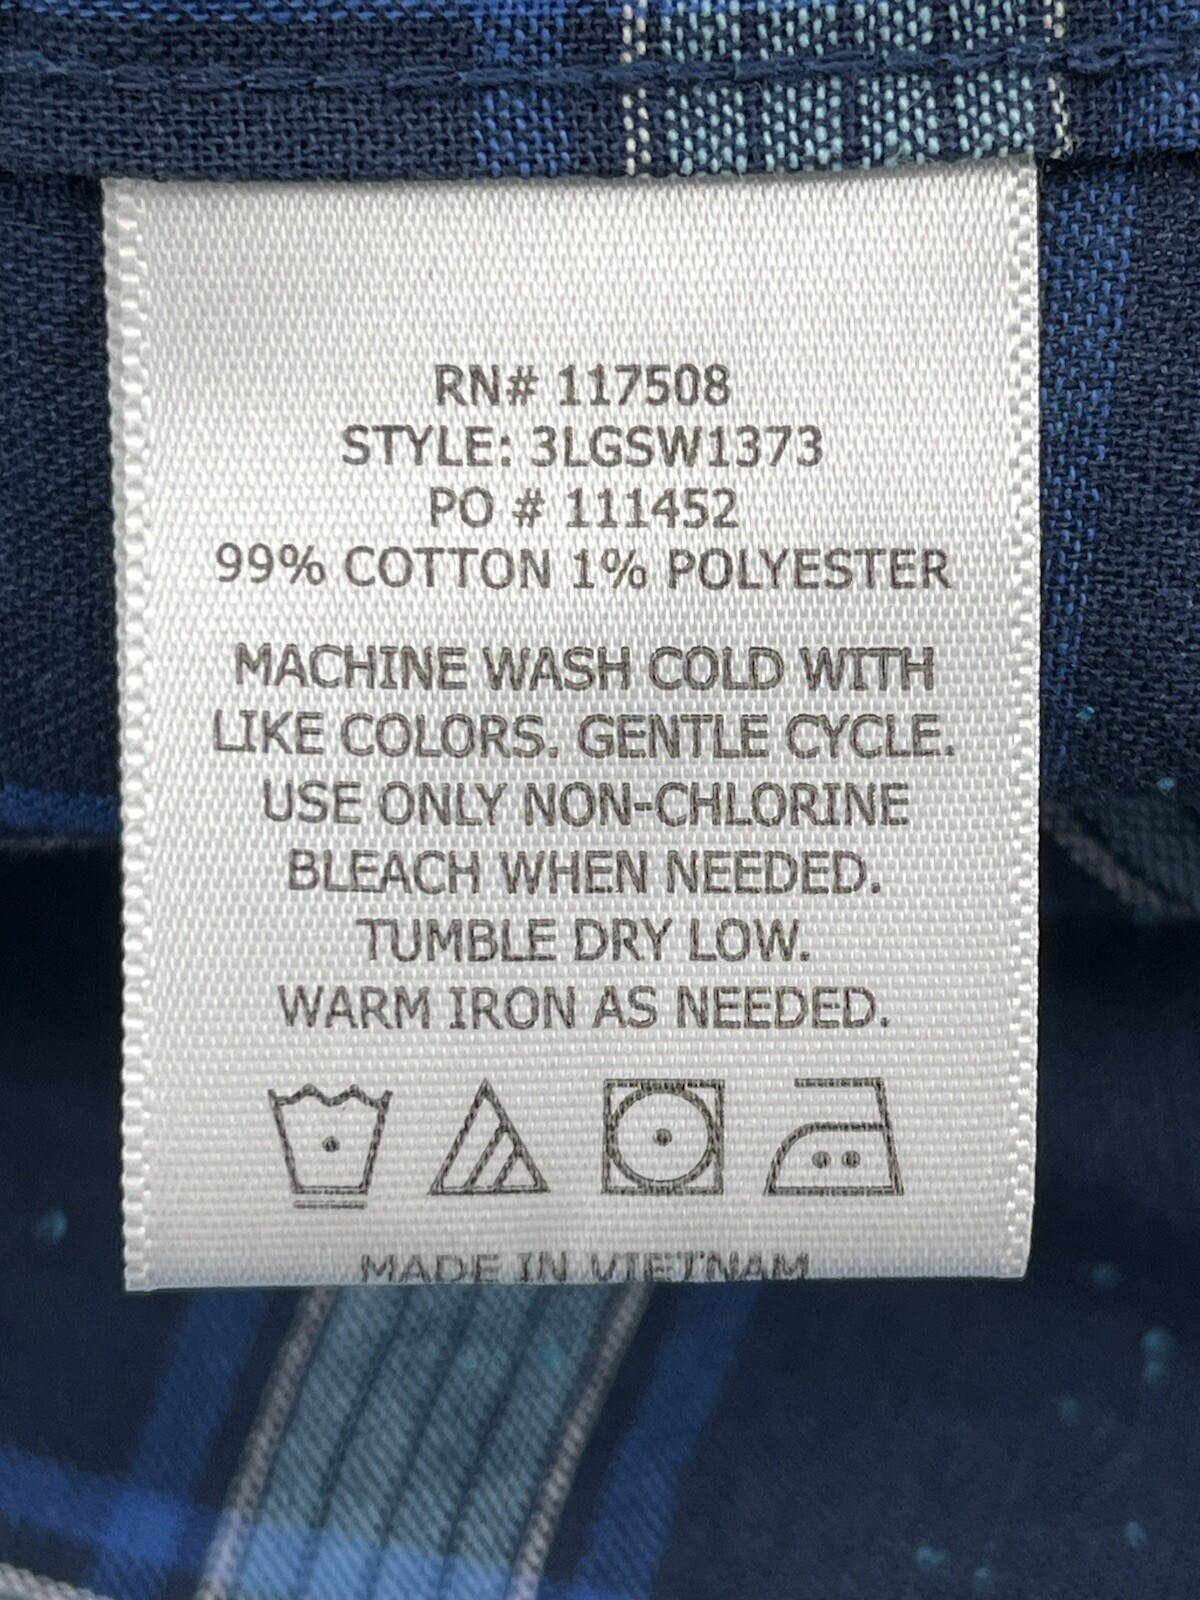 RN# 117508
STYLE: 3LGSW1373
PO # 111452
99% COTTON 1% POLYESTER
MACHINE WASH COLD WITH
LIKE COLORS. GENTLE CYCLE.
USE ONLY NON-CHLORINE
BLEACH WHEN NEEDED.
TUMBLE DRY LOW.
WARM IRON AS NEEDED.
MADE IN VIETNAM